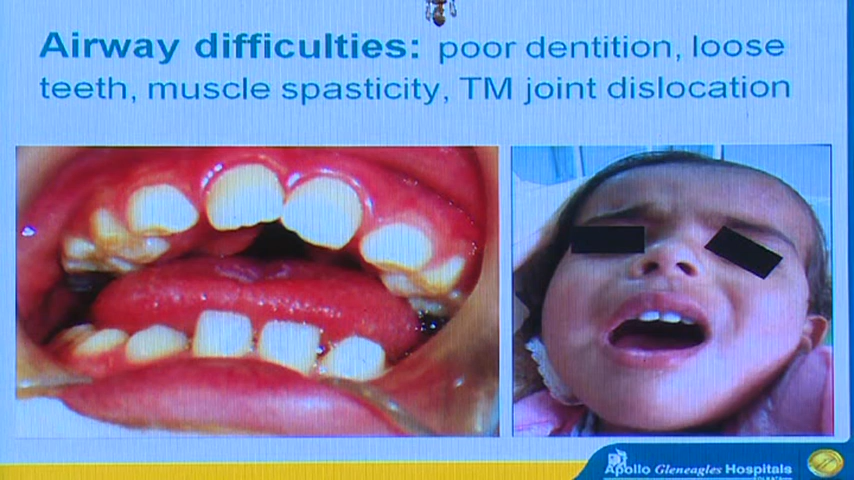 Airway difficulties: poor dentition, loose
teeth, muscle spasticity, TM joint dislocation
Apollo Gleneagles Hospitals